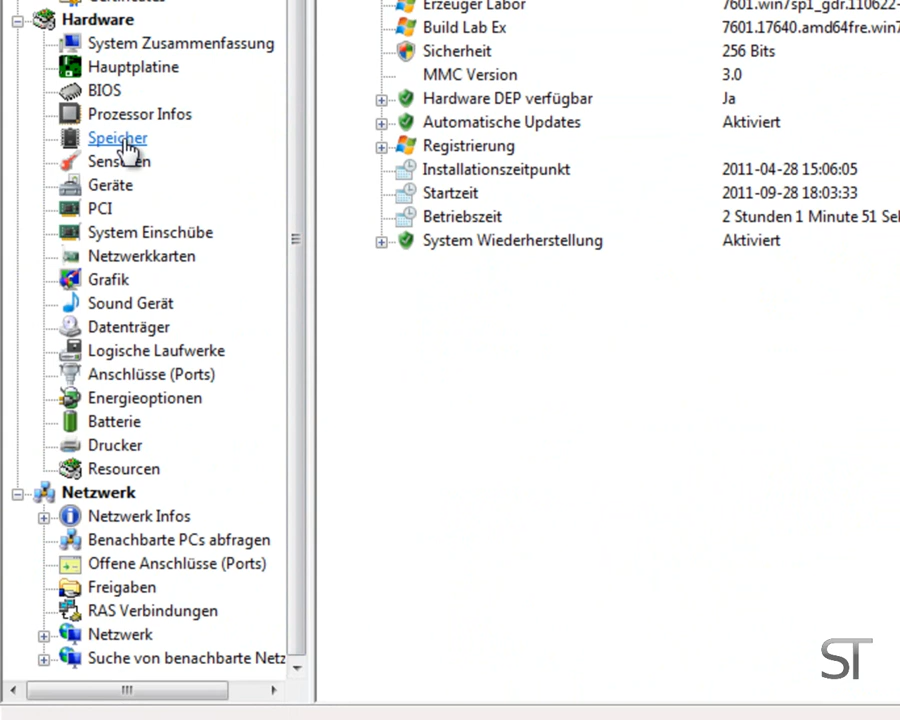 Hardware
System Zusammenfassung
Hauptplatine
BIOS
Prozessor Infos
Speicher
Geräte
PCI
System Einschübe
Netzwerkkarten
Grafik
Sound Gerät
Datenträger
Logische Laufwerke
Anschlüsse (Ports)
Energieoptionen
Batterie
Drucker
Resourcen
Netzwerk
Netzwerk Infos
Benachbarte PCs abfragen
Offene Anschlüsse (Ports)
Freigaben
RAS Verbindungen
Netzwerk
Suche von benachbarte Netz
Erzeuger Labor 7601.win7sp1_gdr.110622-
Build Lab Ex 7601.17640.amd64fre.win7
Sicherheit 256 Bits
MMC Version 3.0
Hardware DEP verfügbar Ja
Automatische Updates Aktiviert
Registrierung
Installationszeitpunkt 2011-04-28 15:06:05
Startzeit 2011-09-28 18:03:33
Betriebszeit 2 Stunden 1 Minute 51 Sel
System Wiederherstellung Aktiviert
ST